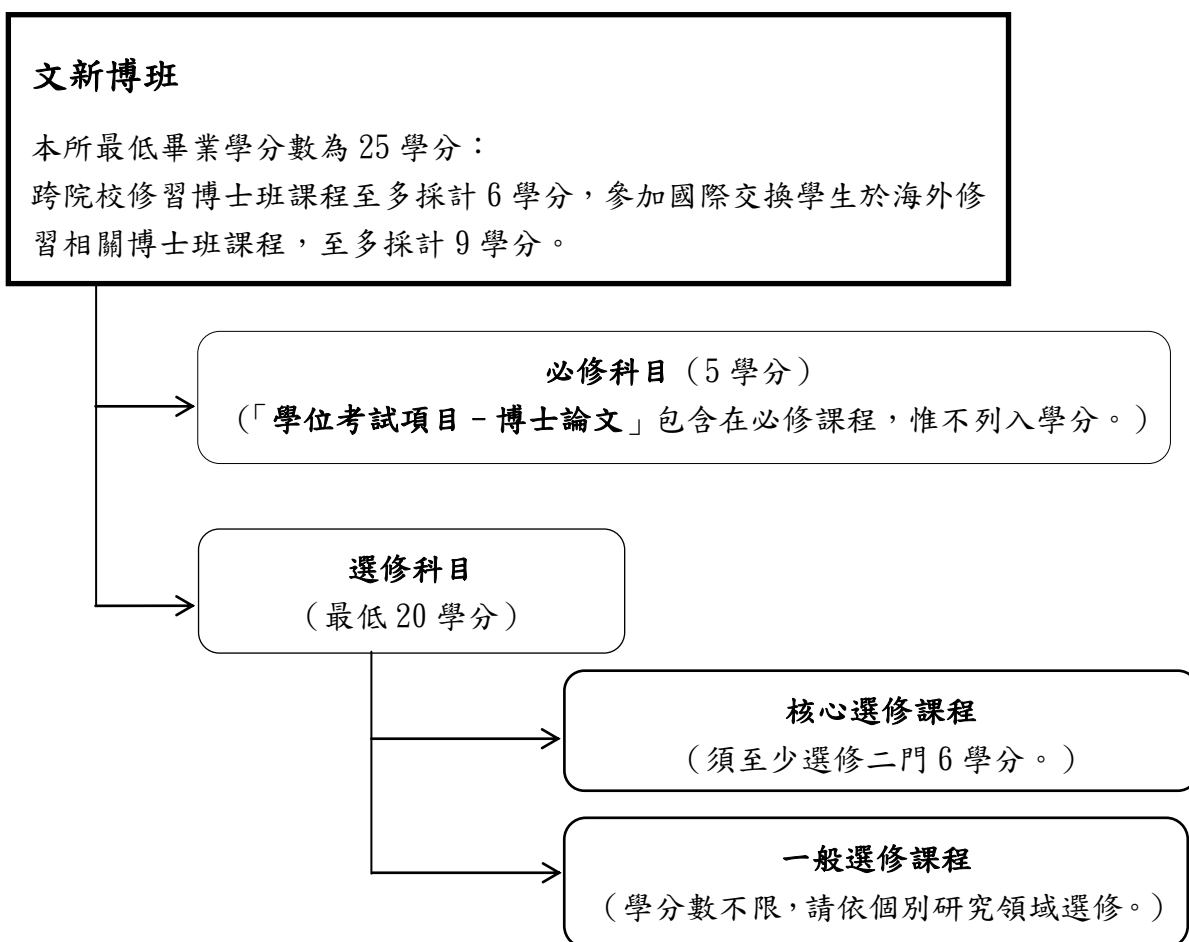 文新博班
本所最低畢業學分數為 25 學分：
跨院校修習博士班課程至多採計 6 學分，參加國際交換學生於海外修
習相關博士班課程，至多採計 9 學分。
必修科目（5 學分）
（「學位考試項目－博士論文」包含在必修課程，惟不列入學分。）
選修科目
（最低 20 學分）
核心選修課程
（須至少選修二門 6 學分。）
一般選修課程
（學分數不限，請依個別研究領域選修。）